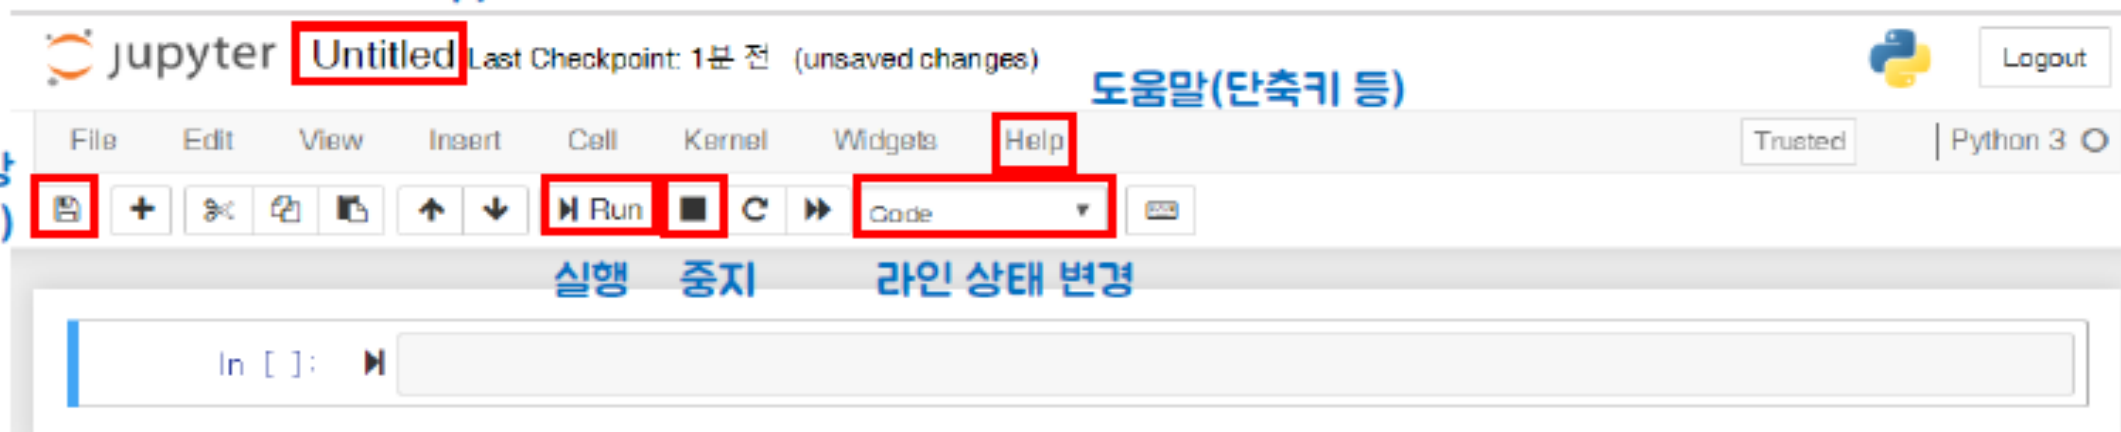 jupyter Untitled Last Checkpoint: 1분 전 (unsaved changes) Logout
도움말(단축키 등)
File Edit View Insert Cell Kernel Widgets Help Trusted Python 3
Run Code
실행 중지 라인 상태 변경
In [ ]: